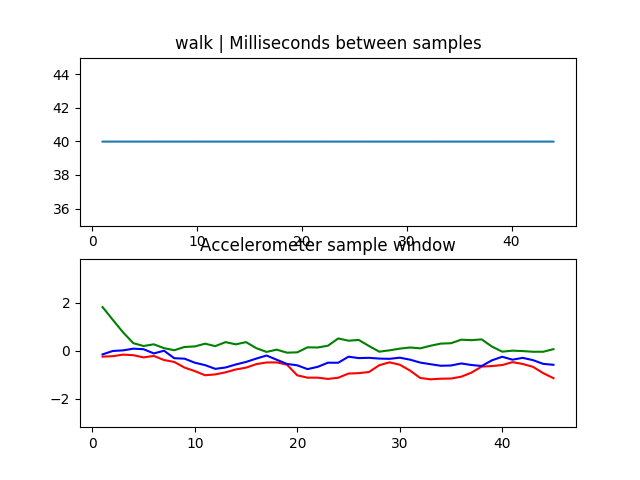 walk | Milliseconds between samples
44
42
40
38
36
0 10 20 30 40
Accelerometer sample window
2
0
−2
0 10 20 30 40